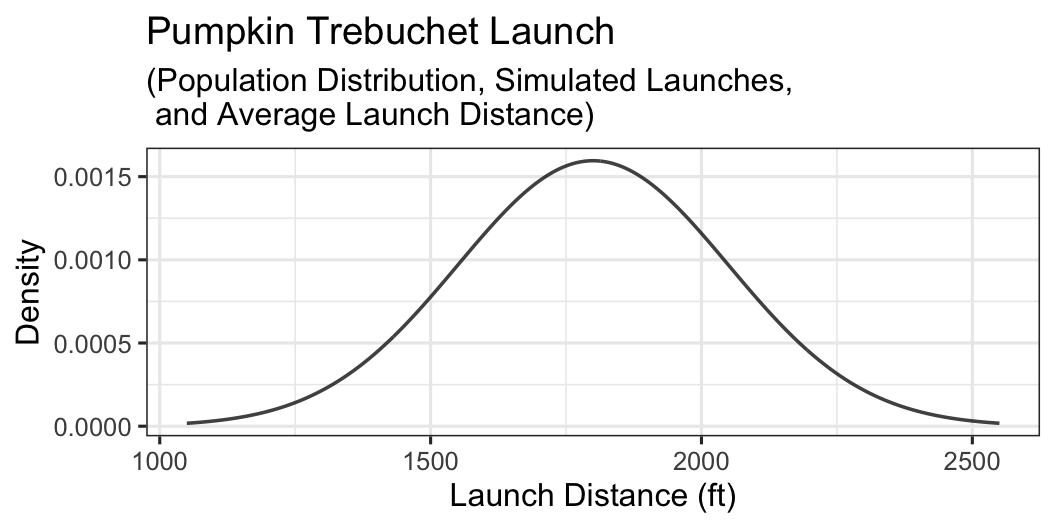 Pumpkin Trebuchet Launch
(Population Distribution, Simulated Launches,
and Average Launch Distance)
0.0015
0.0010
0.0005
0.0000
Density
1000 1500 2000 2500
Launch Distance (ft)